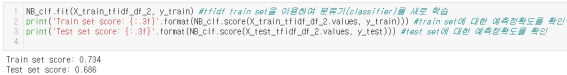 1 NB_clf.fit(X_train_tfidf_df_2, y_train) #tfidf train set을 이용하여 분류기(classifier)를 새로 학습
2 print('Train set score: {:.3f}'.format(NB_clf.score(X_train_tfidf_df_2.values, y_train))) #train set에 대한 예측정확도를 확인
3 print('Test set score: {:.3f}'.format(NB_clf.score(X_test_tfidf_df_2.values, y_test))) #test set에 대한 예측정확도를 확인
4
Train set score: 0.734
Test set score: 0.686